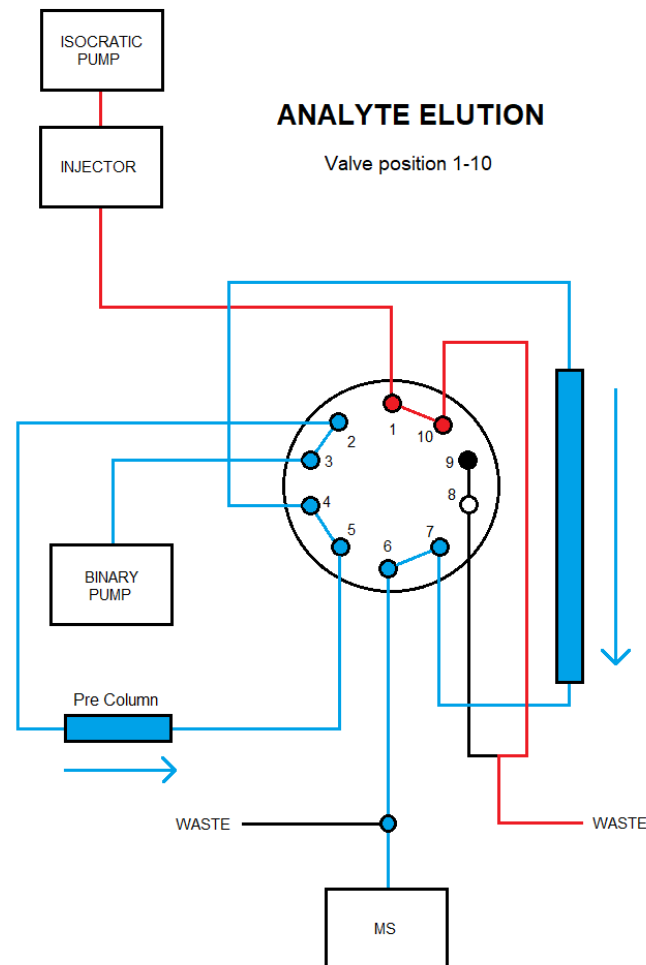 ISOCRATIC
PUMP
ANALYTE ELUTION
INJECTOR
Valve position 1-10
1
10
2
9
3
8
4
5
7
6
BINARY
PUMP
Pre Column
WASTE
WASTE
MS